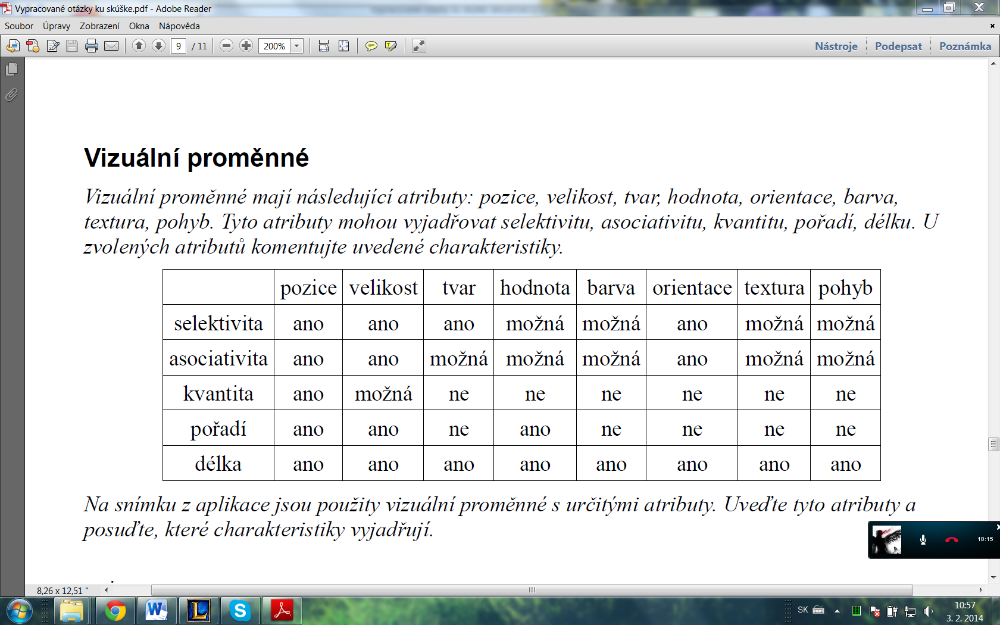 Vypracované otázky ku skúške.pdf - Adobe Reader
Soubor Úpravy Zobrazení Okna Nápověda
9 / 11 200% Nástroje Podepsat Poznámka
Vizuální proměnné
Vizuální proměnné mají následující atributy: pozice, velikost, tvar, hodnota, orientace, barva,
textura, pohyb. Tyto atributy mohou vyjadřovat selektivitu, asociativitu, kvantitu, pořadí, délku. U
zvolených atributů komentujte uvedené charakteristiky.
pozice velikost tvar hodnota barva orientace textura pohyb
selektivita ano ano ano možná možná ano možná možná
asociativita ano ano možná možná možná ano možná možná
kvantita ano možná ne ne ne ne ne ne
pořadí ano ano ne ano ne ne ne ne
délka ano ano ano ano ano ano ano ano
Na snímku z aplikace jsou použity vizuální proměnné s určitými atributy. Uveďte tyto atributy a
posuďte, které charakteristiky vyjadřují.
18:15
8,26 x 12,51 "
SK
10:57
3. 2. 2014